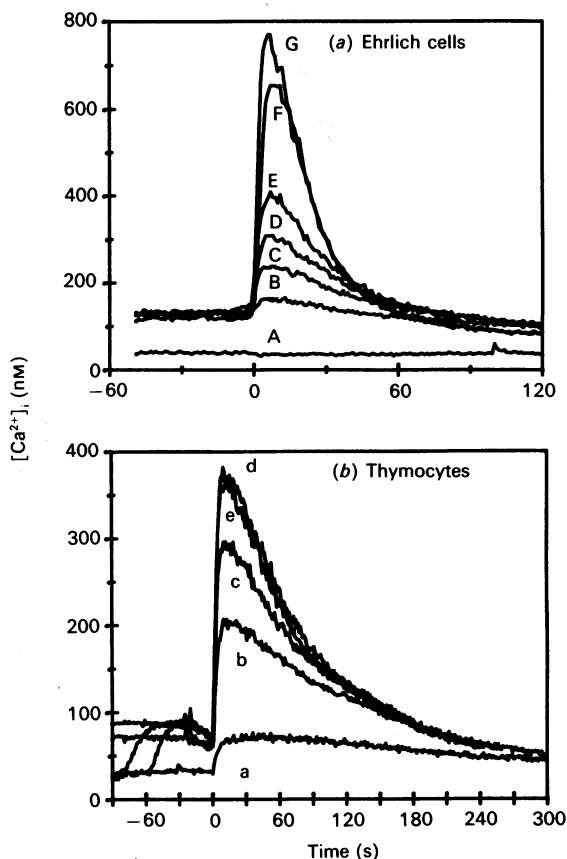 800
G
(a) Ehrlich cells
F
600
E
400
D
C
200
B
A
0
−60
0
60
120
[Ca2+]i (nM)
400
d
(b) Thymocytes
e
300
c
200
b
100
a
0
−60
0
60
120
180
240
300
Time (s)